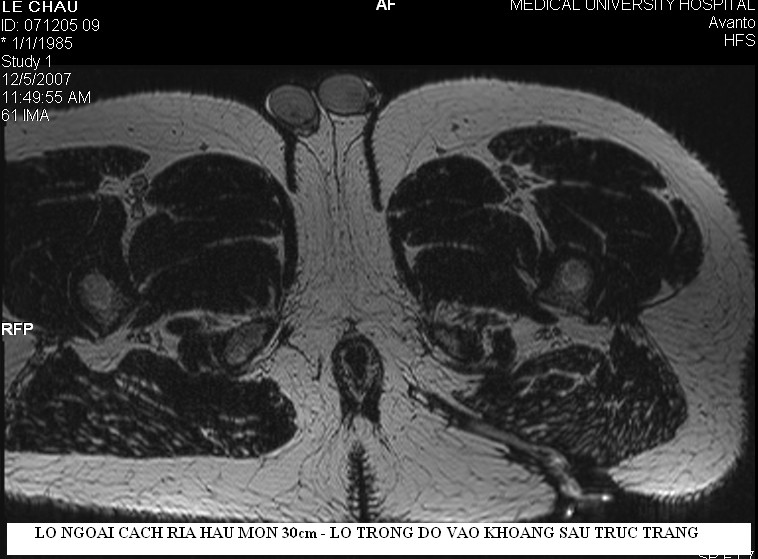 LE CHAU
ID: 071205 09
* 1/1/1985
Study 1
12/5/2007
11:49:55 AM
61 IMA
AF
MEDICAL UNIVERSITY HOSPITAL
Avanto
HFS
RFP
LO NGOAI CACH RIA HAU MON 30cm - LO TRONG DO VAO KHOANG SAU TRUC TRANG